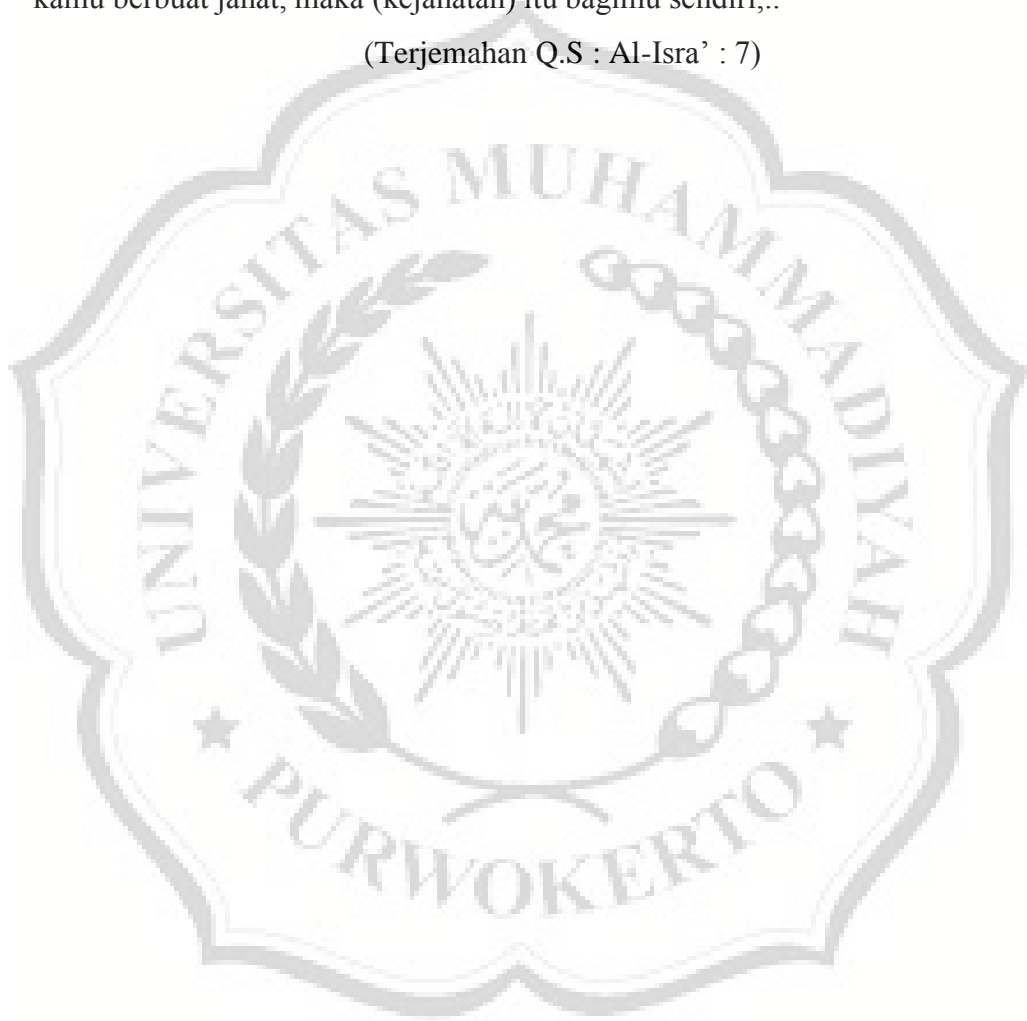 kamu berbuat jahat, maka (kejahatan) itu bagimu sendiri,..
(Terjemahan Q.S : Al-Isra’ : 7)
UNIVERSITAS MUHAMMADIYAH
PURWOKERTO